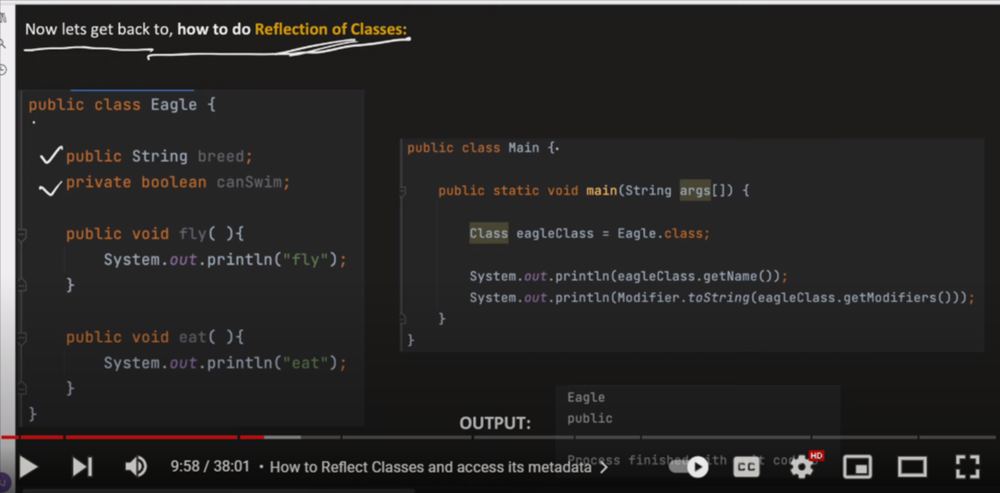 Now lets get back to, how to do Reflection of Classes:
public class Eagle {
public String breed;
private boolean canSwim;
public void fly( ){
System.out.println("fly");
}
public void eat( ){
System.out.println("eat");
}
}
public class Main {
public static void main(String args[]) {
Class eagleClass = Eagle.class;
System.out.println(eagleClass.getName());
System.out.println(Modifier.toString(eagleClass.getModifiers()));
}
}
OUTPUT:
Eagle
public
Process finished with
9:58 / 38:01 • How to Reflect Classes and access its metadata
CC
HD